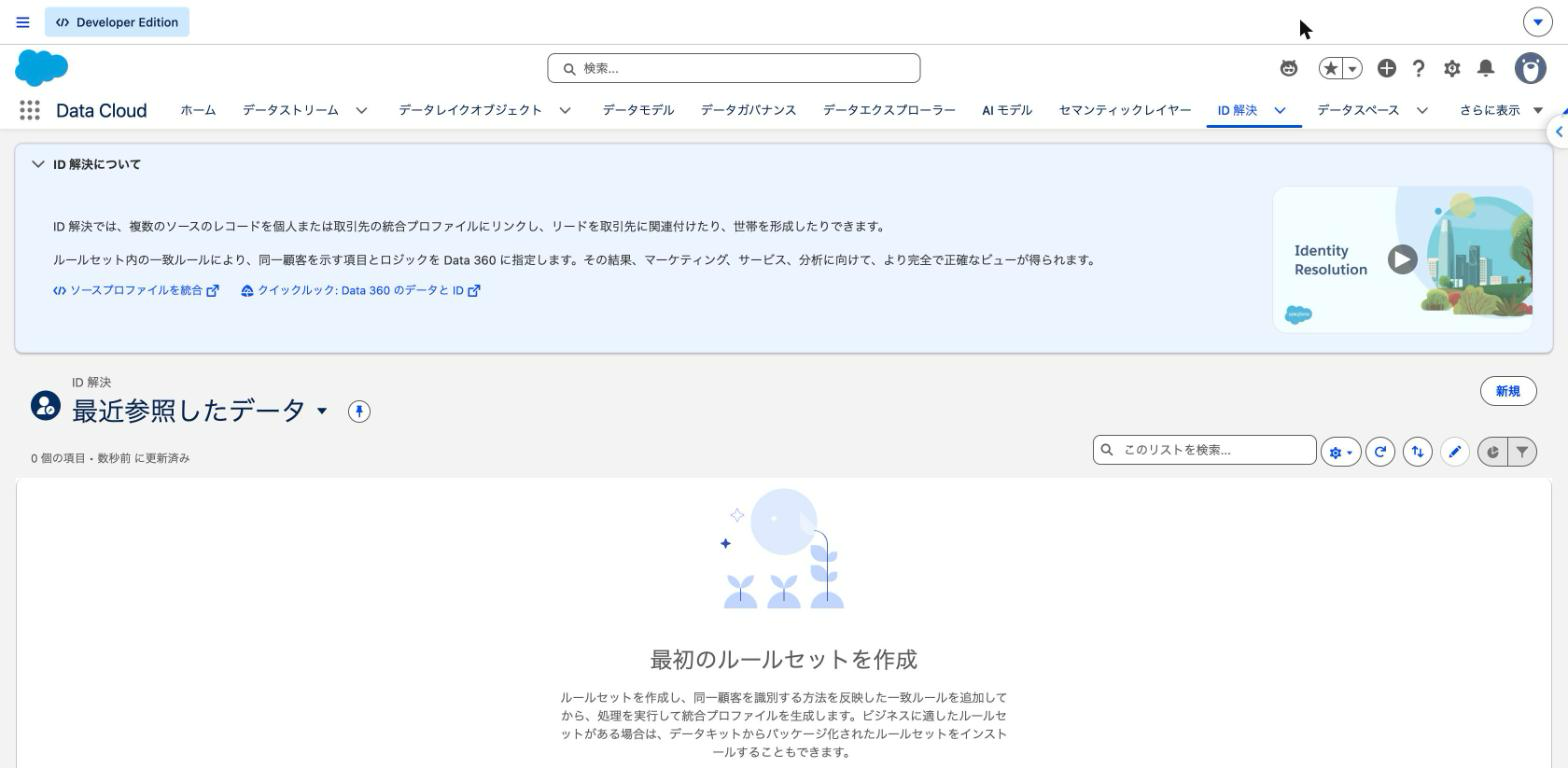 Developer Edition
検索...
Data Cloud
ホーム
データストリーム
データレイクオブジェクト
データモデル
データガバナンス
データエクスプローラー
AI モデル
セマンティックレイヤー
ID 解決
データスペース
さらに表示
ID 解決について
ID 解決では、複数のソースのレコードを個人または取引先の統合プロファイルにリンクし、リードを取引先に関連付けたり、世帯を形成したりできます。
ルールセット内の一致ルールにより、同一顧客を示す項目とロジックを Data 360 に指定します。その結果、マーケティング、サービス、分析に向けて、より完全で正確なビューが得られます。
ソースプロファイルを統合
クイックルック: Data 360 のデータと ID
Identity
Resolution
salesforce
ID 解決
最近参照したデータ
新規
0 個の項目・数秒前 に更新済み
このリストを検索...
最初のルールセットを作成
ルールセットを作成し、同一顧客を識別する方法を反映した一致ルールを追加して
から、処理を実行して統合プロファイルを生成します。ビジネスに適したルールセ
ットがある場合は、データキットからパッケージ化されたルールセットをインスト
ールすることもできます。